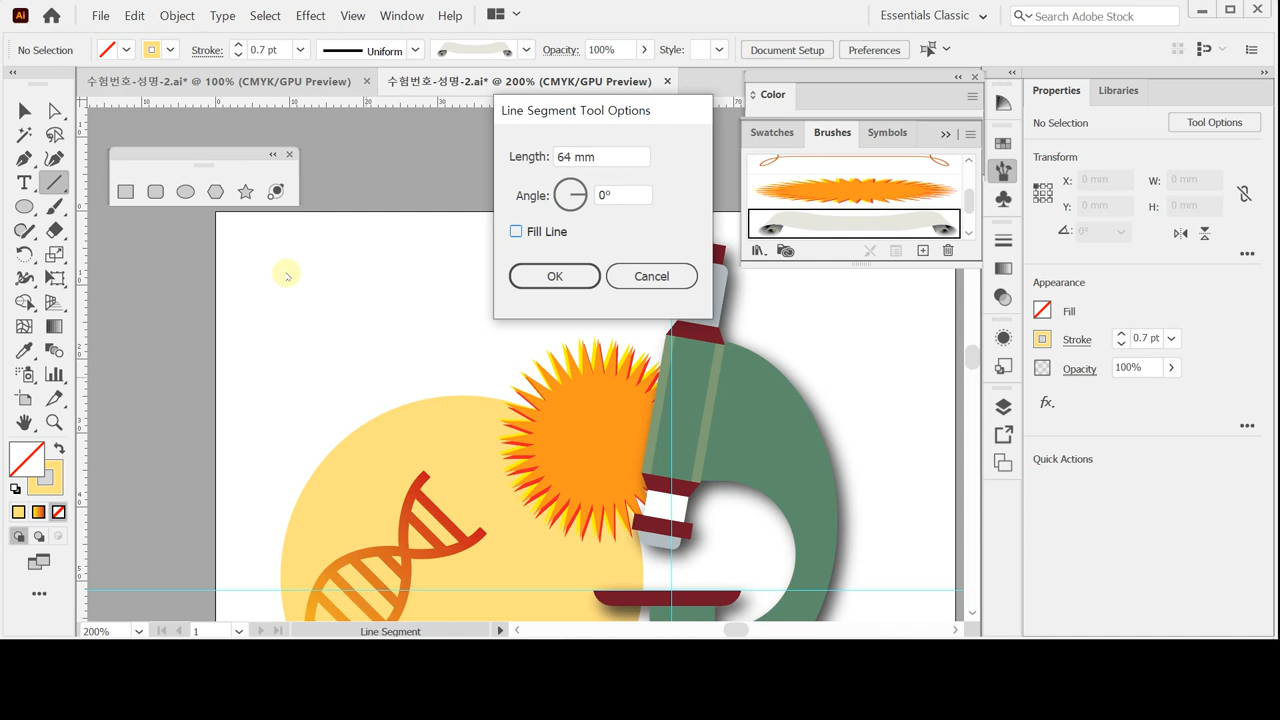 Ai File Edit Object Type Select Effect View Window Help Essentials Classic Search Adobe Stock
No Selection Stroke: 0.7 pt Uniform Opacity: 100% Style: Document Setup Preferences
수험번호-성명-2.ai* @ 100% (CMYK/GPU Preview) 수험번호-성명-2.ai* @ 200% (CMYK/GPU Preview)
Color
Properties Libraries
Line Segment Tool Options
No Selection Tool Options
Swatches Brushes Symbols
Length: 64 mm
Transform
X: 0 mm W: 0 mm
Angle: 0°
Y: 0 mm H: 0 mm
Fill Line
0°
OK Cancel
Appearance
Fill
Stroke 0.7 pt
Opacity 100%
fx.
Quick Actions
200% 1 Line Segment